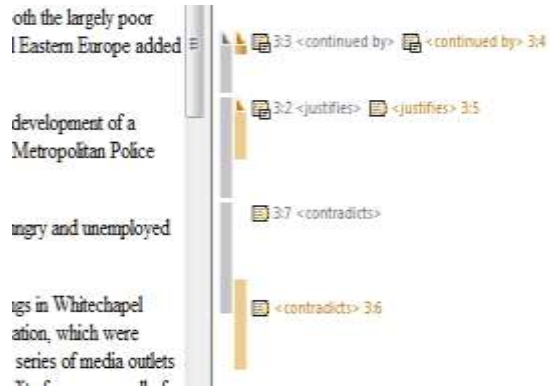 oth the largely poor
l Eastern Europe added
development of a
Metropolitan Police
ngry and unemployed
ngs in Whitechapel
ation, which were
series of media outlets
3:3 <continued by> <continued by> 3:4
3:2 <justifies> <justifies> 3:5
3:7 <contradicts>
<contradicts> 3:6